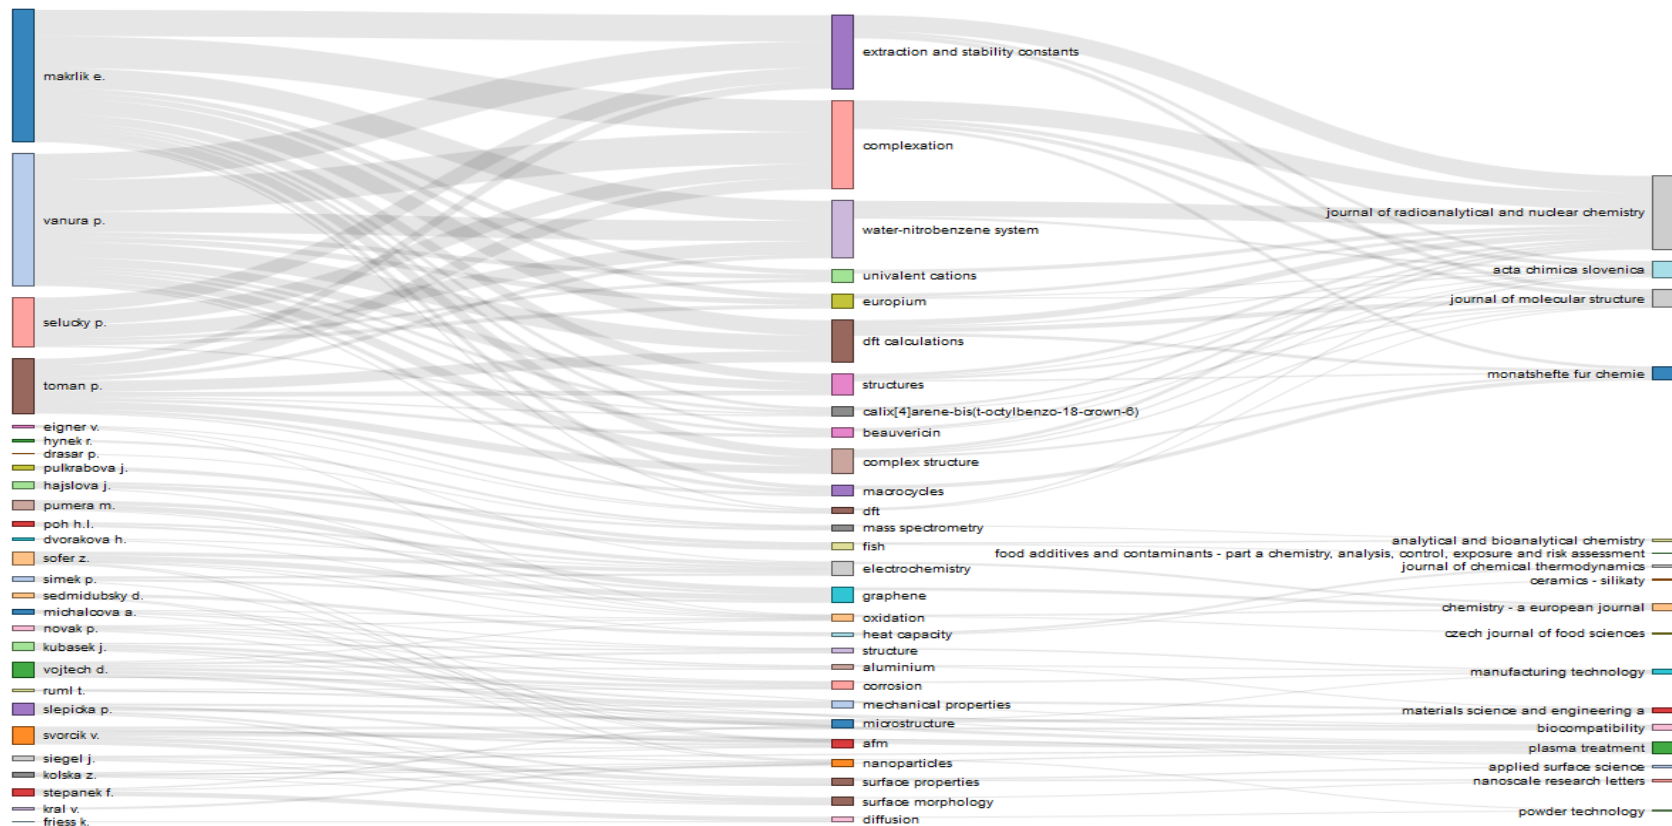 makrlik e.
vanura p.
selucky p.
toman p.
eigner v.
hynek r.
drasar p.
pulkrabova j.
hajslova j.
pumera m.
poh h.l.
dvorakova h.
sofer z.
simek p.
sedmidubsky d.
michalcova a.
novak p.
kubasek j.
vojtech d.
ruml t.
slepicka p.
svorcik v.
siegel j.
kolska z.
stepanek f.
kral v.
friess k.
extraction and stability constants
complexation
water-nitrobenzene system
univalent cations
europium
dft calculations
structures
calix[4]arene-bis(t-octylbenzo-18-crown-6)
beauvericin
complex structure
macrocycles
dft
mass spectrometry
fish
electrochemistry
graphene
oxidation
heat capacity
structure
aluminium
corrosion
mechanical properties
microstructure
afm
nanoparticles
surface properties
surface morphology
diffusion
journal of radioanalytical and nuclear chemistry
acta chimica slovenica
journal of molecular structure
monatshefte fur chemie
analytical and bioanalytical chemistry
food additives and contaminants - part a chemistry, analysis, control, exposure and risk assessment
journal of chemical thermodynamics
ceramics - silikaty
chemistry - a european journal
czech journal of food sciences
manufacturing technology
materials science and engineering a
biocompatibility
plasma treatment
applied surface science
nanoscale research letters
powder technology